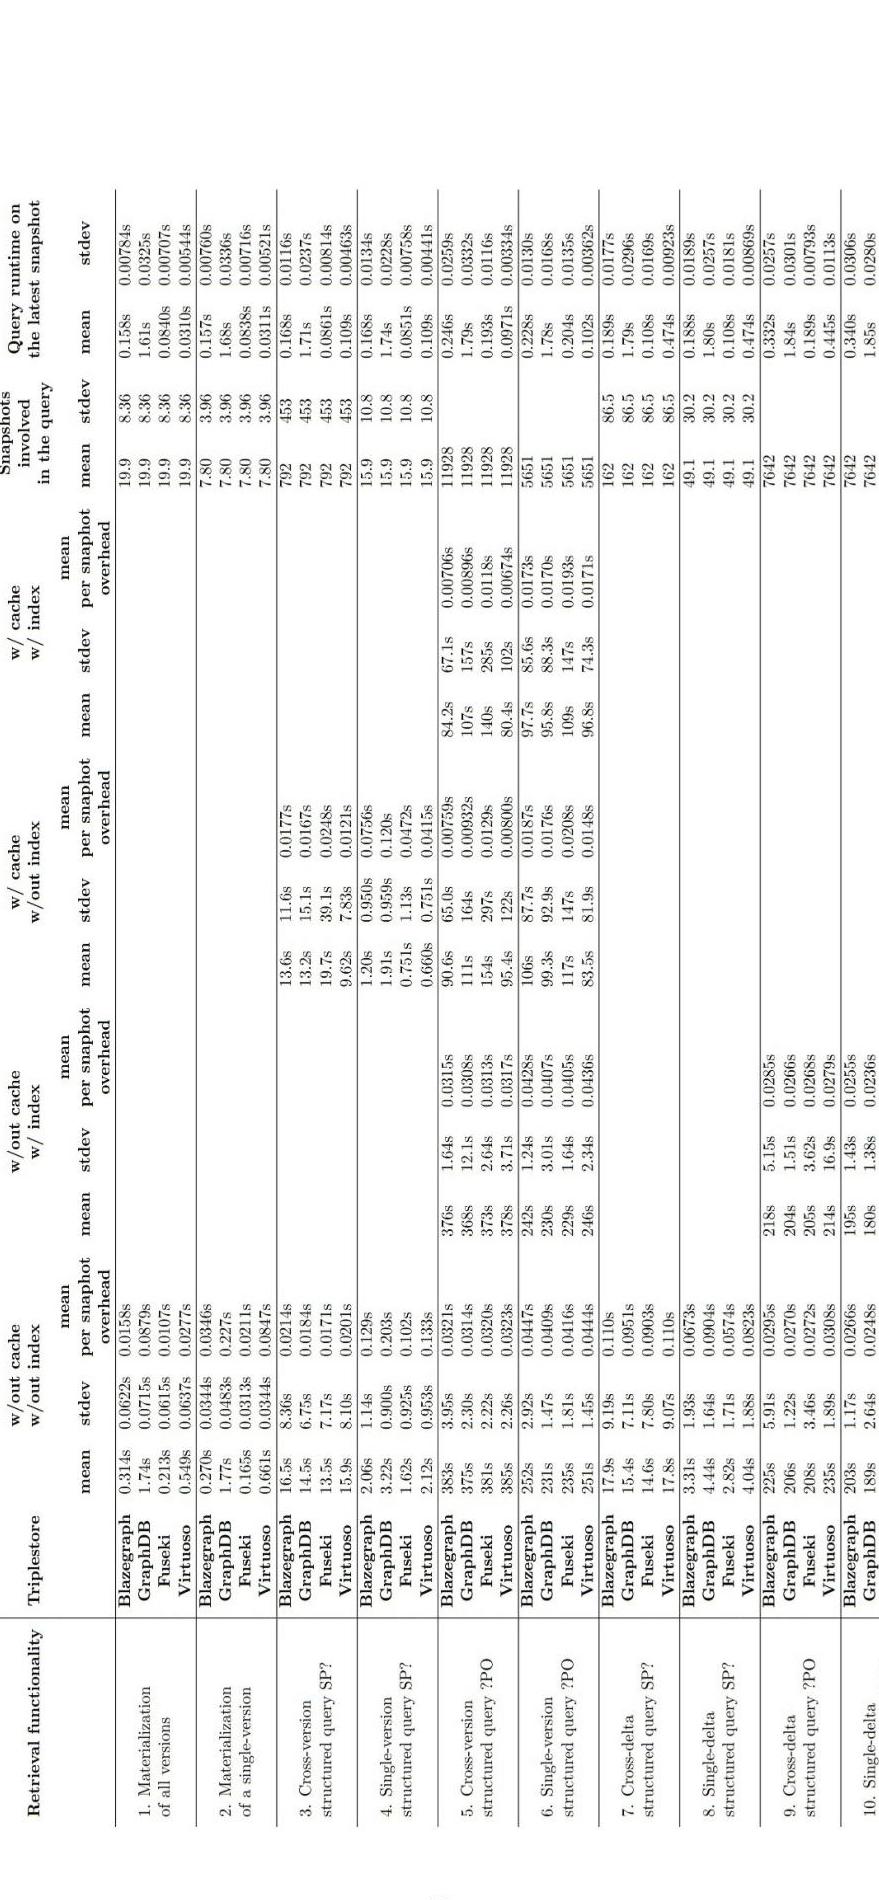 Snapshots
w/out cache w/out cache w/ cache w/ cache Query runtime on
involved
Retrieval functionality Triplestore w/out index w/ index w/out index w/ index the latest snapshot
in the query
mean mean mean mean
mean stdev per snaphot mean stdev per snaphot mean stdev per snaphot mean stdev per snaphot mean stdev mean stdev
overhead overhead overhead overhead
Blazegraph 0.314s 0.0622s 0.0158s 19.9 8.36 0.158s 0.00784s
1. Materialization GraphDB 1.74s 0.0715s 0.0879s 19.9 8.36 1.61s 0.0325s
of all versions Fuseki 0.213s 0.0615s 0.0107s 19.9 8.36 0.0840s 0.00707s
Virtuoso 0.549s 0.0637s 0.0277s 19.9 8.36 0.0310s 0.00544s
Blazegraph 0.270s 0.0344s 0.0346s 7.80 3.96 0.157s 0.00760s
2. Materialization GraphDB 1.77s 0.0483s 0.227s 7.80 3.96 1.68s 0.0336s
of a single-version Fuseki 0.165s 0.0313s 0.0211s 7.80 3.96 0.0838s 0.00716s
Virtuoso 0.661s 0.0344s 0.0847s 7.80 3.96 0.0311s 0.00521s
Blazegraph 16.5s 8.36s 0.0214s 13.6s 11.6s 0.0177s 792 453 0.168s 0.0116s
3. Cross-version GraphDB 14.5s 6.75s 0.0184s 13.2s 15.1s 0.0167s 792 453 1.71s 0.0237s
structured query SP? Fuseki 13.5s 7.17s 0.0171s 19.7s 39.1s 0.0248s 792 453 0.0861s 0.00814s
Virtuoso 15.9s 8.10s 0.0201s 9.62s 7.83s 0.0121s 792 453 0.109s 0.00463s
Blazegraph 2.06s 1.14s 0.129s 1.20s 0.950s 0.0756s 15.9 10.8 0.168s 0.0134s
4. Single-version GraphDB 3.22s 0.900s 0.203s 1.91s 0.959s 0.120s 15.9 10.8 1.74s 0.0228s
structured query SP? Fuseki 1.62s 0.925s 0.102s 0.751s 1.13s 0.0472s 15.9 10.8 0.0851s 0.00758s
Virtuoso 2.12s 0.953s 0.133s 0.660s 0.751s 0.0415s 15.9 10.8 0.109s 0.00441s
Blazegraph 383s 3.95s 0.0321s 376s 1.64s 0.0315s 90.6s 65.0s 0.00759s 84.2s 67.1s 0.00706s 11928 0.246s 0.0259s
5. Cross-version GraphDB 375s 2.30s 0.0314s 368s 12.1s 0.0308s 111s 164s 0.00932s 107s 157s 0.00896s 11928 1.79s 0.0332s
structured query ?PO Fuseki 381s 2.22s 0.0320s 373s 2.64s 0.0313s 154s 297s 0.0129s 140s 285s 0.0118s 11928 0.193s 0.0116s
Virtuoso 385s 2.26s 0.0323s 378s 3.71s 0.0317s 95.4s 122s 0.00800s 80.4s 102s 0.00674s 11928 0.0971s 0.00334s
Blazegraph 252s 2.92s 0.0447s 242s 1.24s 0.0428s 106s 87.7s 0.0187s 97.7s 85.6s 0.0173s 5651 0.228s 0.0130s
6. Single-version GraphDB 231s 1.47s 0.0409s 230s 3.01s 0.0407s 99.3s 92.9s 0.0176s 95.8s 88.3s 0.0170s 5651 1.78s 0.0168s
structured query ?PO Fuseki 235s 1.81s 0.0416s 229s 1.64s 0.0405s 117s 147s 0.0208s 109s 147s 0.0193s 5651 0.204s 0.0135s
Virtuoso 251s 1.45s 0.0444s 246s 2.34s 0.0436s 83.5s 81.9s 0.0148s 96.8s 74.3s 0.0171s 5651 0.102s 0.00362s
Blazegraph 17.9s 9.19s 0.110s 162 86.5 0.189s 0.0177s
7. Cross-delta GraphDB 15.4s 7.11s 0.0951s 162 86.5 1.79s 0.0296s
structured query SP? Fuseki 14.6s 7.80s 0.0903s 162 86.5 0.108s 0.0169s
Virtuoso 17.8s 9.07s 0.110s 162 86.5 0.474s 0.00923s
Blazegraph 3.31s 1.93s 0.0673s 49.1 30.2 0.188s 0.0189s
8. Single-delta GraphDB 4.44s 1.64s 0.0904s 49.1 30.2 1.80s 0.0257s
structured query SP? Fuseki 2.82s 1.71s 0.0574s 49.1 30.2 0.108s 0.0181s
Virtuoso 4.04s 1.88s 0.0823s 49.1 30.2 0.474s 0.00869s
Blazegraph 225s 5.91s 0.0295s 218s 5.15s 0.0285s 7642 0.332s 0.0257s
9. Cross-delta GraphDB 206s 1.22s 0.0270s 204s 1.51s 0.0266s 7642 1.84s 0.0301s
structured query ?PO Fuseki 208s 3.46s 0.0272s 205s 3.62s 0.0268s 7642 0.189s 0.00793s
Virtuoso 235s 1.89s 0.0308s 214s 16.9s 0.0279s 7642 0.445s 0.0113s
Blazegraph 203s 1.17s 0.0266s 195s 1.43s 0.0255s 7642 0.340s 0.0306s
10. Single-delta GraphDB 189s 2.64s 0.0248s 180s 1.38s 0.0236s 7642 1.85s 0.0280s